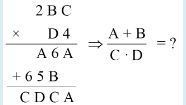 2 B C
× D 4
A 6 A
+ 6 5 B
C D C A
⇒ A + B / C · D = ?